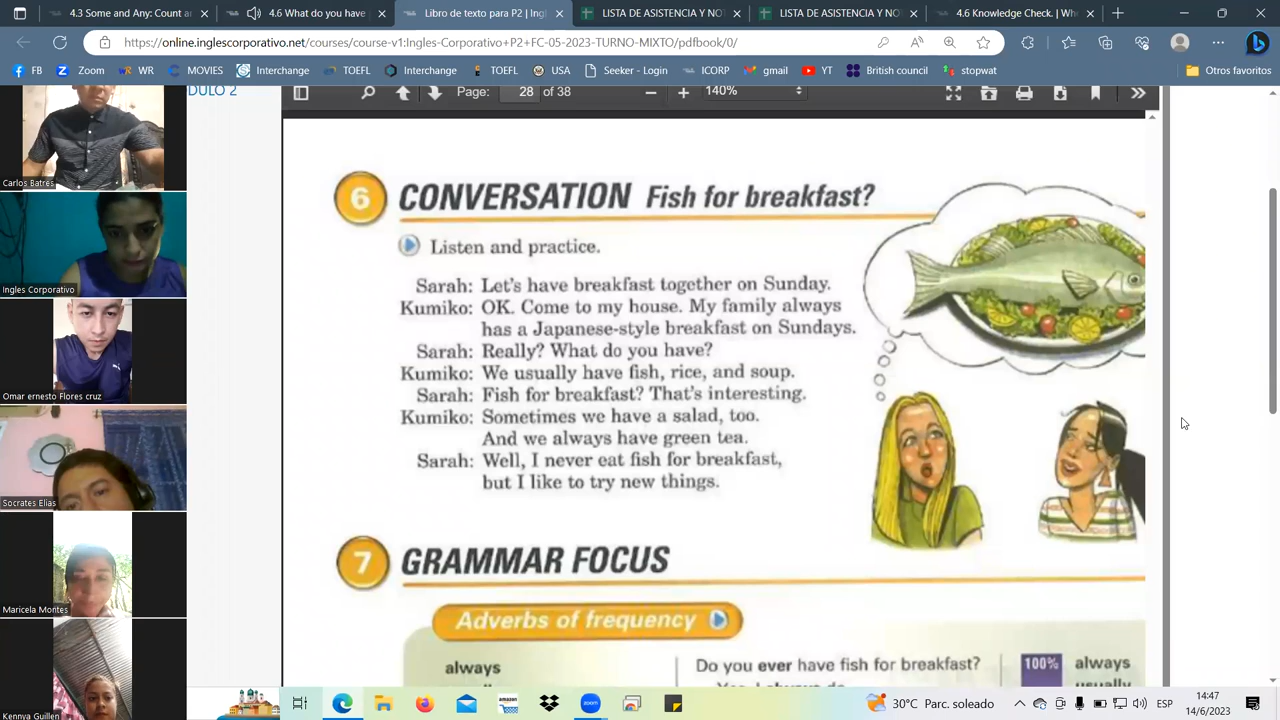 4.3 Some and Any:Count a
4.6 What do you have?
Libro de texto para P2 | Ingl
LISTA DE ASISTENCIA Y NOT
LISTA DE ASISTENCIA Y NOV
4.6 Knowledge Check. | Wh
https://online.inglescorporativo.net/courses/course-v1:Ingles-Corporativo+P2+FC-05-2023-TURNO-MIXTO/pdfbook/0/
FB
Zoom
WR
MOVIES
Interchange
TOEFL
Interchange
TOEFL
USA
Seeker - Login
ICORP
gmail
YT
British council
stopwat
Otros favoritos
DULO 2
Page: 28 of 38
140%
6 CONVERSATION Fish for breakfast?
Listen and practice.
Sarah: Let's have breakfast together on Sunday.
Kumiko: OK. Come to my house. My family always
has a Japanese-style breakfast on Sundays.
Sarah: Really? What do you have?
Kumiko: We usually have fish, rice, and soup.
Sarah: Fish for breakfast? That's interesting.
Kumiko: Sometimes we have a salad, too.
And we always have green tea.
Sarah: Well, I never eat fish for breakfast,
but I like to try new things.
7 GRAMMAR FOCUS
Adverbs of frequency
always
Do you ever have fish for breakfast?
100% always
Carlos Batres
Ingles Corporativo
Omar ernesto Flores cruz
Socrates Elias
Maricela Montes
Kennya Guillen
30°C Parc. soleado
ESP
14:47
14/6/2023